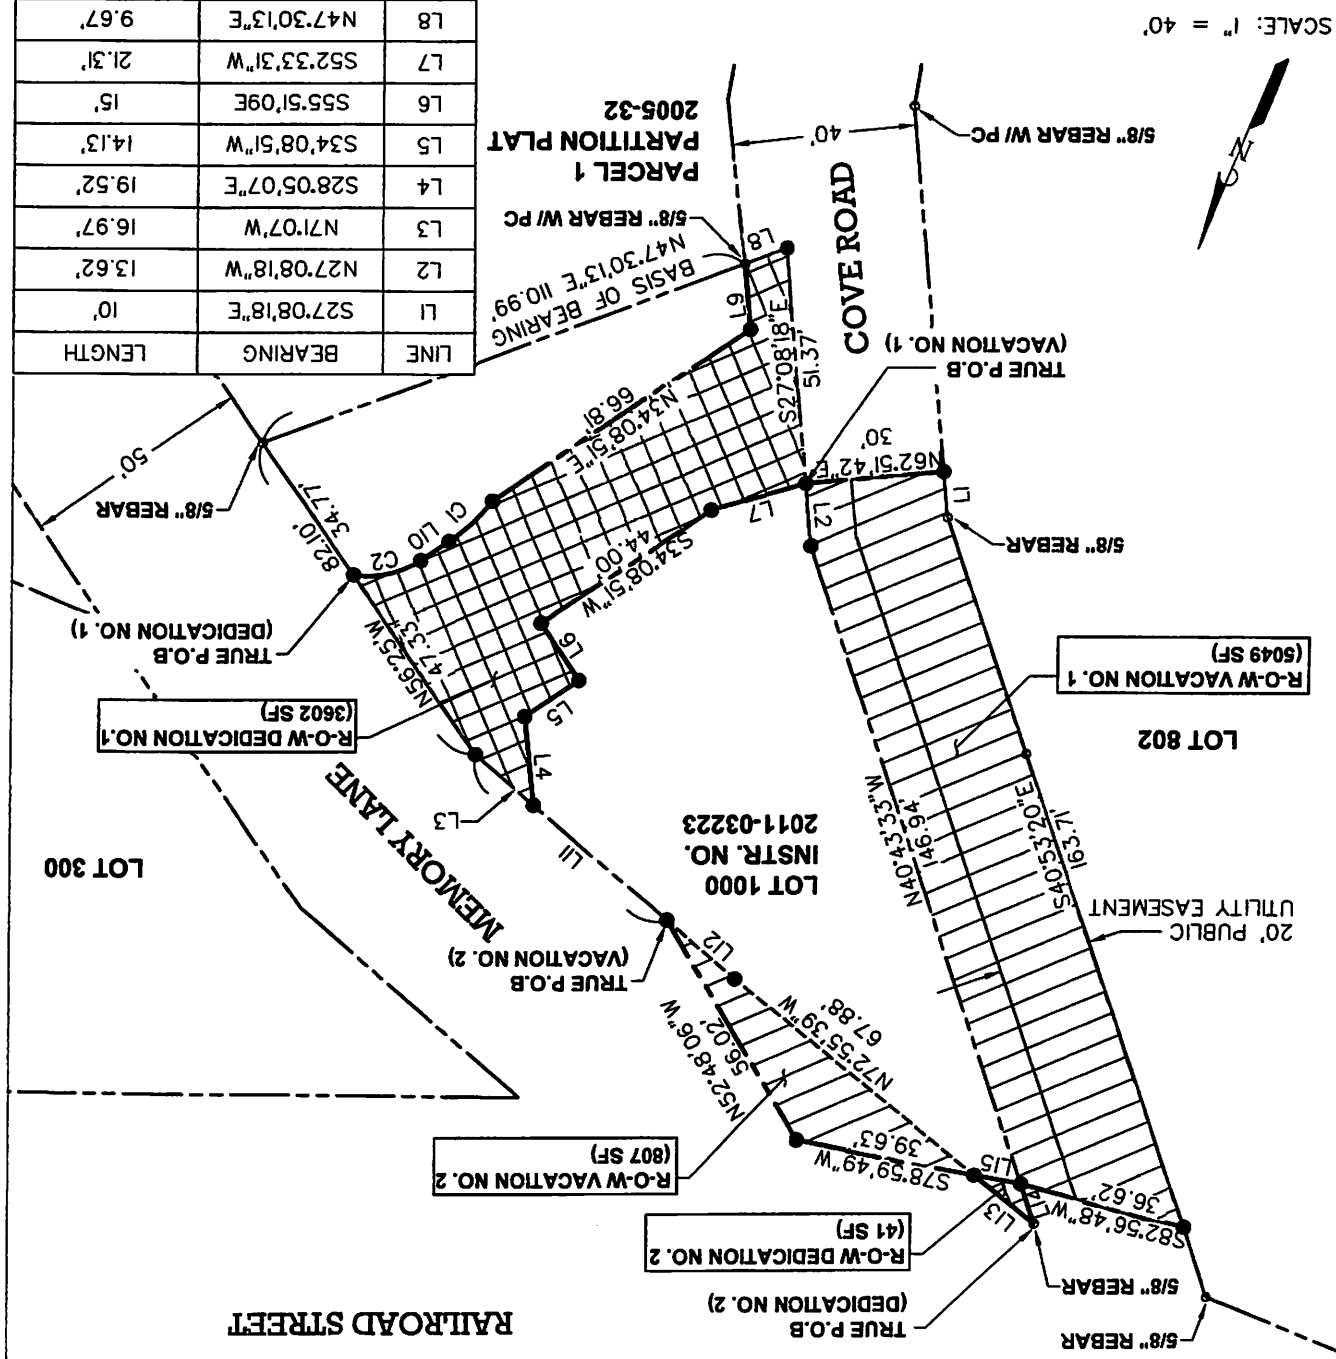 5/8" REBAR
RAILROAD STREET
TRUE P.O.B
(DEDICATION NO. 2)
5/8" REBAR
R-O-W DEDICATION NO. 2
(41 SF)
S82°56'48"W
36.62'
L13
L15
S78°59'49"W
39.63'
R-O-W VACATION NO. 2
(807 SF)
N52°48'06"W
56.02'
N72°55'39"W
67.88'
L12
20' PUBLIC
UTILITY EASEMENT
TRUE P.O.B
(VACATION NO. 2)
MEMORY LANE
LOT 300
LOT 1000
INSTR. NO.
2011-03223
L11
S40°53'20"E
163.71'
N40°43'33"W
146.94'
LOT 802
R-O-W VACATION NO. 1
(5049 SF)
L3
L4
L5
L6
R-O-W DEDICATION NO.1
(3602 SF)
N56°25'W
47.33'
TRUE P.O.B
(DEDICATION NO. 1)
82.10'
34.77'
C2
L10
C1
S34°08'51"W
44.00'
5/8" REBAR
L1
L2
L7
N62°51'42"E
30'
5/8" REBAR
50'
N34°08'51"E
66.81'
TRUE P.O.B
(VACATION NO. 1)
S27°08'18"E
51.37'
COVE ROAD
L9
L8
BASIS OF BEARING
N47°30'13"E 110.99'
5/8" REBAR W/ PC
PARCEL 1
PARTITION PLAT
2005-32
40'
5/8" REBAR W/ PC
N
SCALE: 1" = 40'
LINE BEARING LENGTH
L1 S27°08'18"E 10'
L2 N27°08'18"W 13.62'
L3 N71°07'W 16.97'
L4 S28°05'07"E 19.52'
L5 S34°08'51"W 14.13'
L6 S55°51'09E 15'
L7 S52°33'31"W 21.31'
L8 N47°30'13"E 9.67'